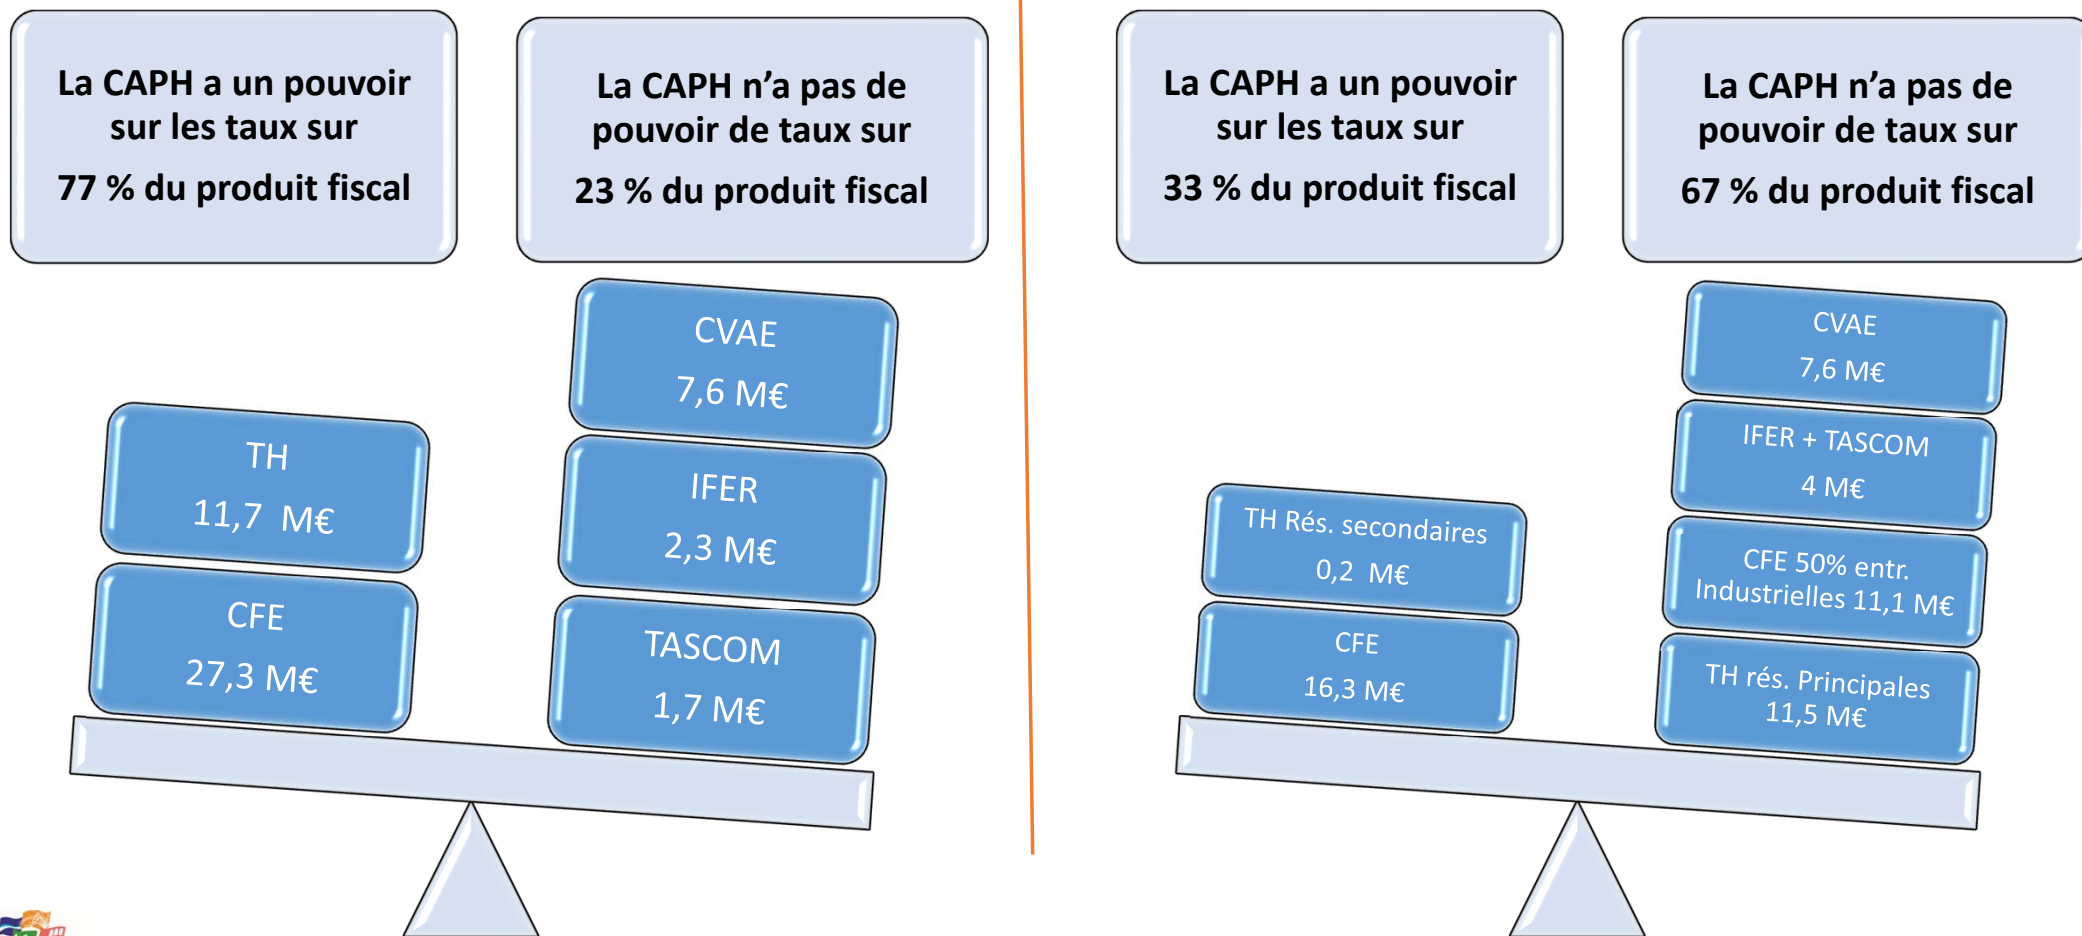 La CAPH a un pouvoir
sur les taux sur
77 % du produit fiscal
La CAPH n’a pas de
pouvoir de taux sur
23 % du produit fiscal
TH
11,7 M€
CFE
27,3 M€
CVAE
7,6 M€
IFER
2,3 M€
TASCOM
1,7 M€
La CAPH a un pouvoir
sur les taux sur
33 % du produit fiscal
La CAPH n’a pas de
pouvoir de taux sur
67 % du produit fiscal
TH Rés. secondaires
0,2 M€
CFE
16,3 M€
CVAE
7,6 M€
IFER + TASCOM
4 M€
CFE 50% entr.
Industrielles 11,1 M€
TH rés. Principales
11,5 M€